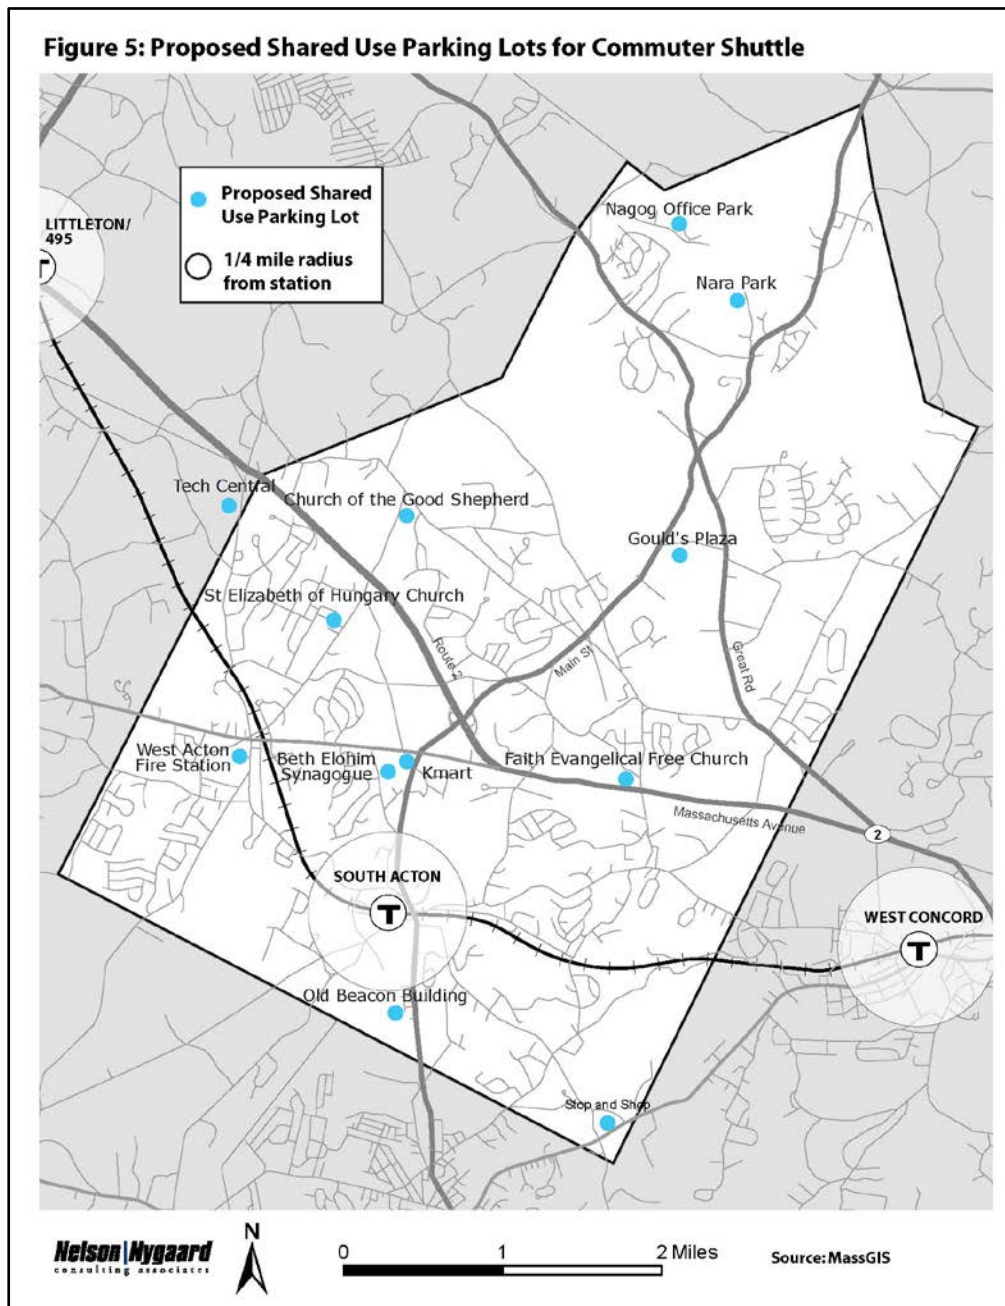 Figure 5: Proposed Shared Use Parking Lots for Commuter Shuttle
Proposed Shared
Use Parking Lot
1/4 mile radius
from station
LITTLETON/
495
T
Nagog Office Park
Nara Park
Tech Central
Church of the Good Shepherd
Gould's Plaza
St Elizabeth of Hungary Church
Route 2
Main St
Great Rd
West Acton
Fire Station
Beth Elohim
Synagogue
Kmart
Faith Evangelical Free Church
Massachusetts Avenue
2
SOUTH ACTON
T
WEST CONCORD
T
Old Beacon Building
Stop and Shop
Nelson|Nygaard
consulting associates
N
0 1 2 Miles
Source: MassGIS